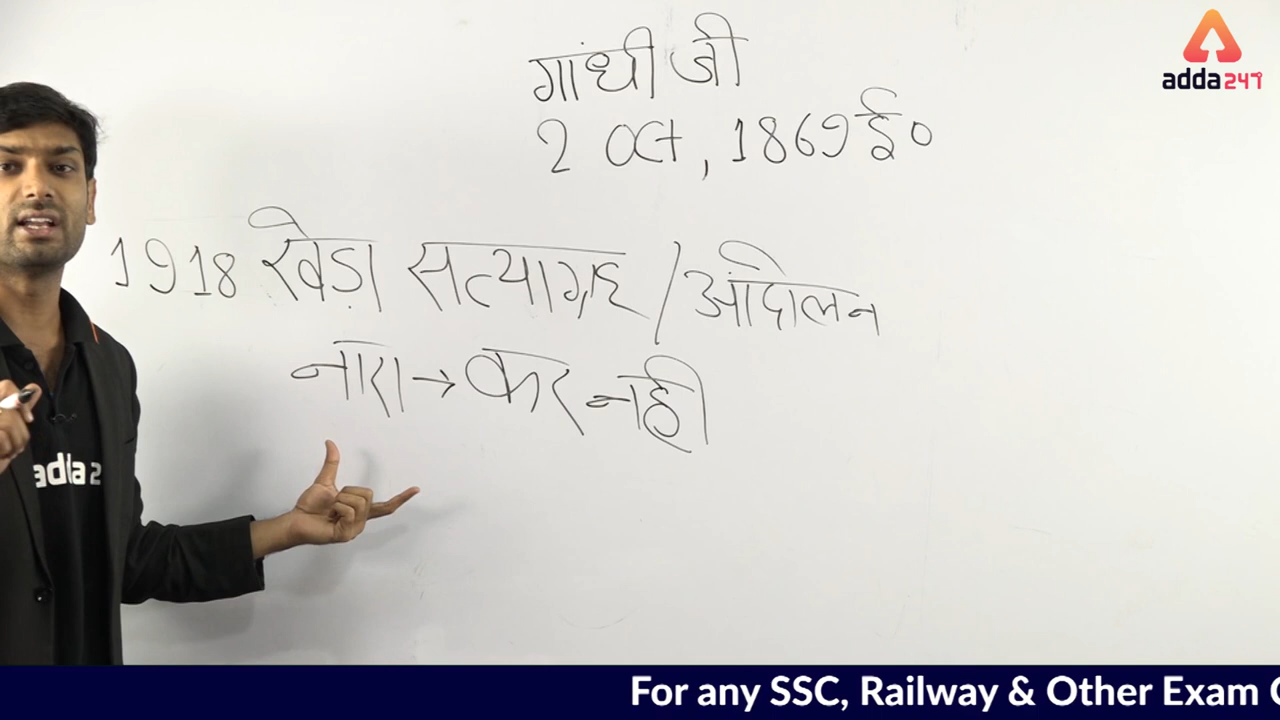 गांधी जी
adda247
2 Oct, 1869 ई०
1918 खेड़ा सत्याग्रह / आंदोलन
नारा → कर नही
adda2
For any SSC, Railway & Other Exam